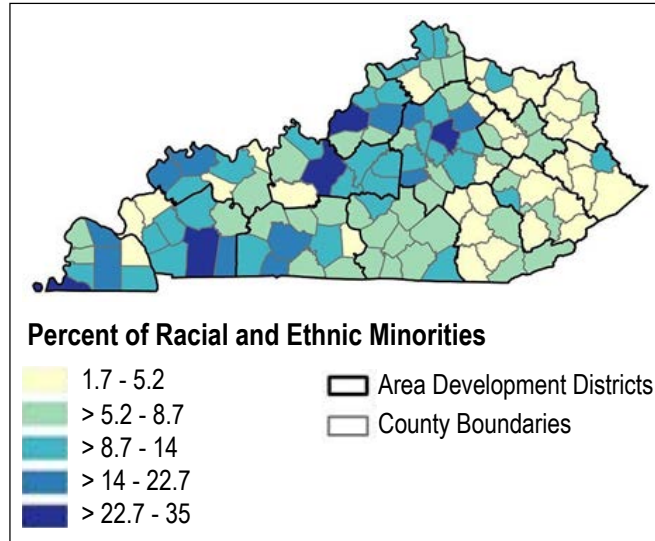 Percent of Racial and Ethnic Minorities
1.7 - 5.2
> 5.2 - 8.7
> 8.7 - 14
> 14 - 22.7
> 22.7 - 35
Area Development Districts
County Boundaries